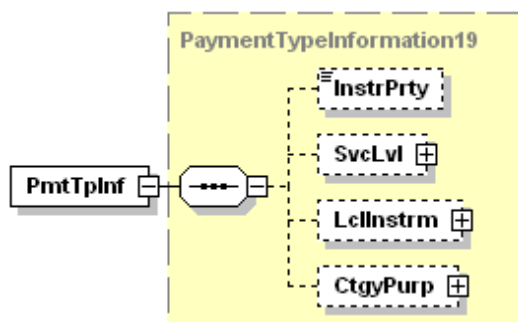 PaymentTypeInformation19
InstrPrty
SvcLvl
PmtTpInf
LclInstrm
CtgyPurp